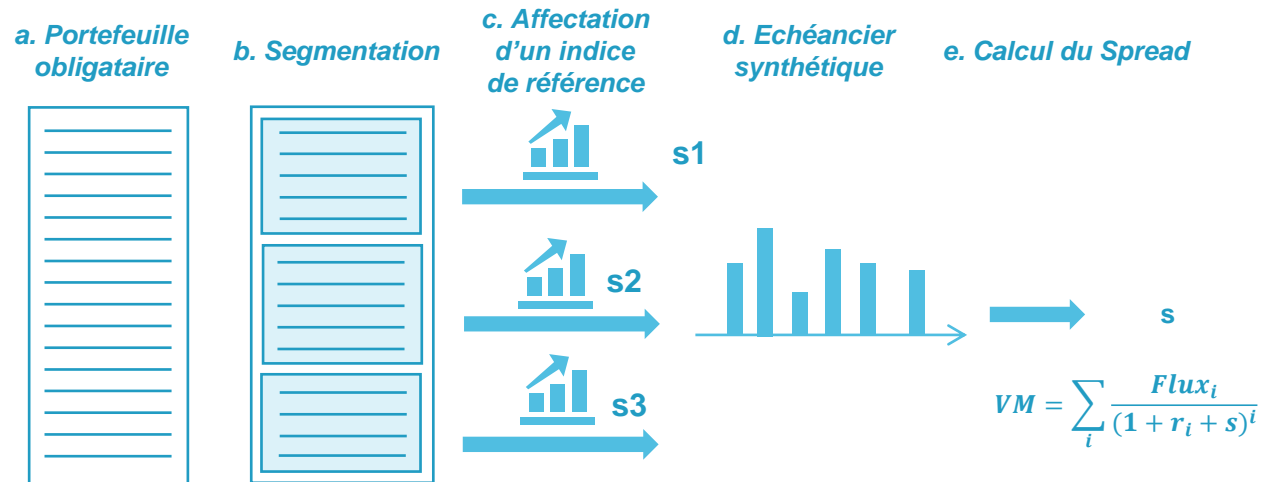 a. Portefeuille
obligataire
b. Segmentation
c. Affectation
d'un indice
de référence
d. Echéancier
synthétique
e. Calcul du Spread
s1
s2
s3
s
VM = ∑_i Flux_i / (1 + r_i + s)^i